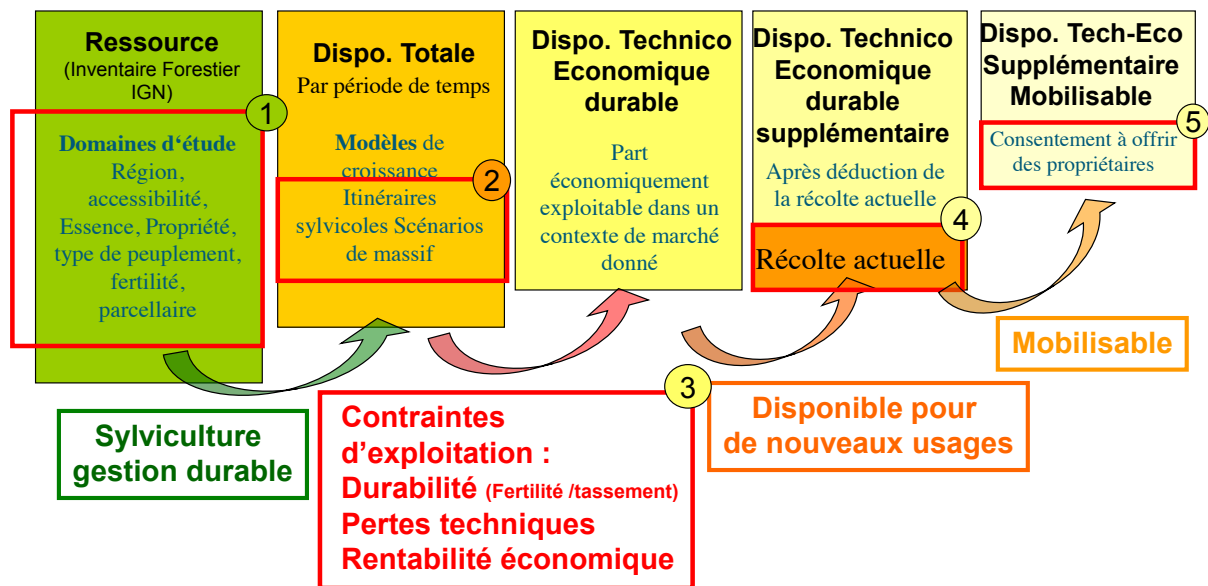 Ressource
(Inventaire Forestier
IGN)
1
Domaines d‘étude
Région,
accessibilité,
Essence, Propriété,
type de peuplement,
fertilité,
parcellaire
Dispo. Totale
Par période de temps
Modèles de
croissance
2
Itinéraires
sylvicoles Scénarios
de massif
Dispo. Technico
Economique
durable
Part
économiquement
exploitable dans un
contexte de marché
donné
Dispo. Technico
Economique
durable
supplémentaire
Après déduction de
la récolte actuelle
4
Récolte actuelle
Dispo. Tech-Eco
Supplémentaire
Mobilisable
5
Consentement à offrir
des propriétaires
Sylviculture
gestion durable
3
Contraintes
d’exploitation :
Durabilité (Fertilité /tassement)
Pertes techniques
Rentabilité économique
Disponible pour
de nouveaux usages
Mobilisable